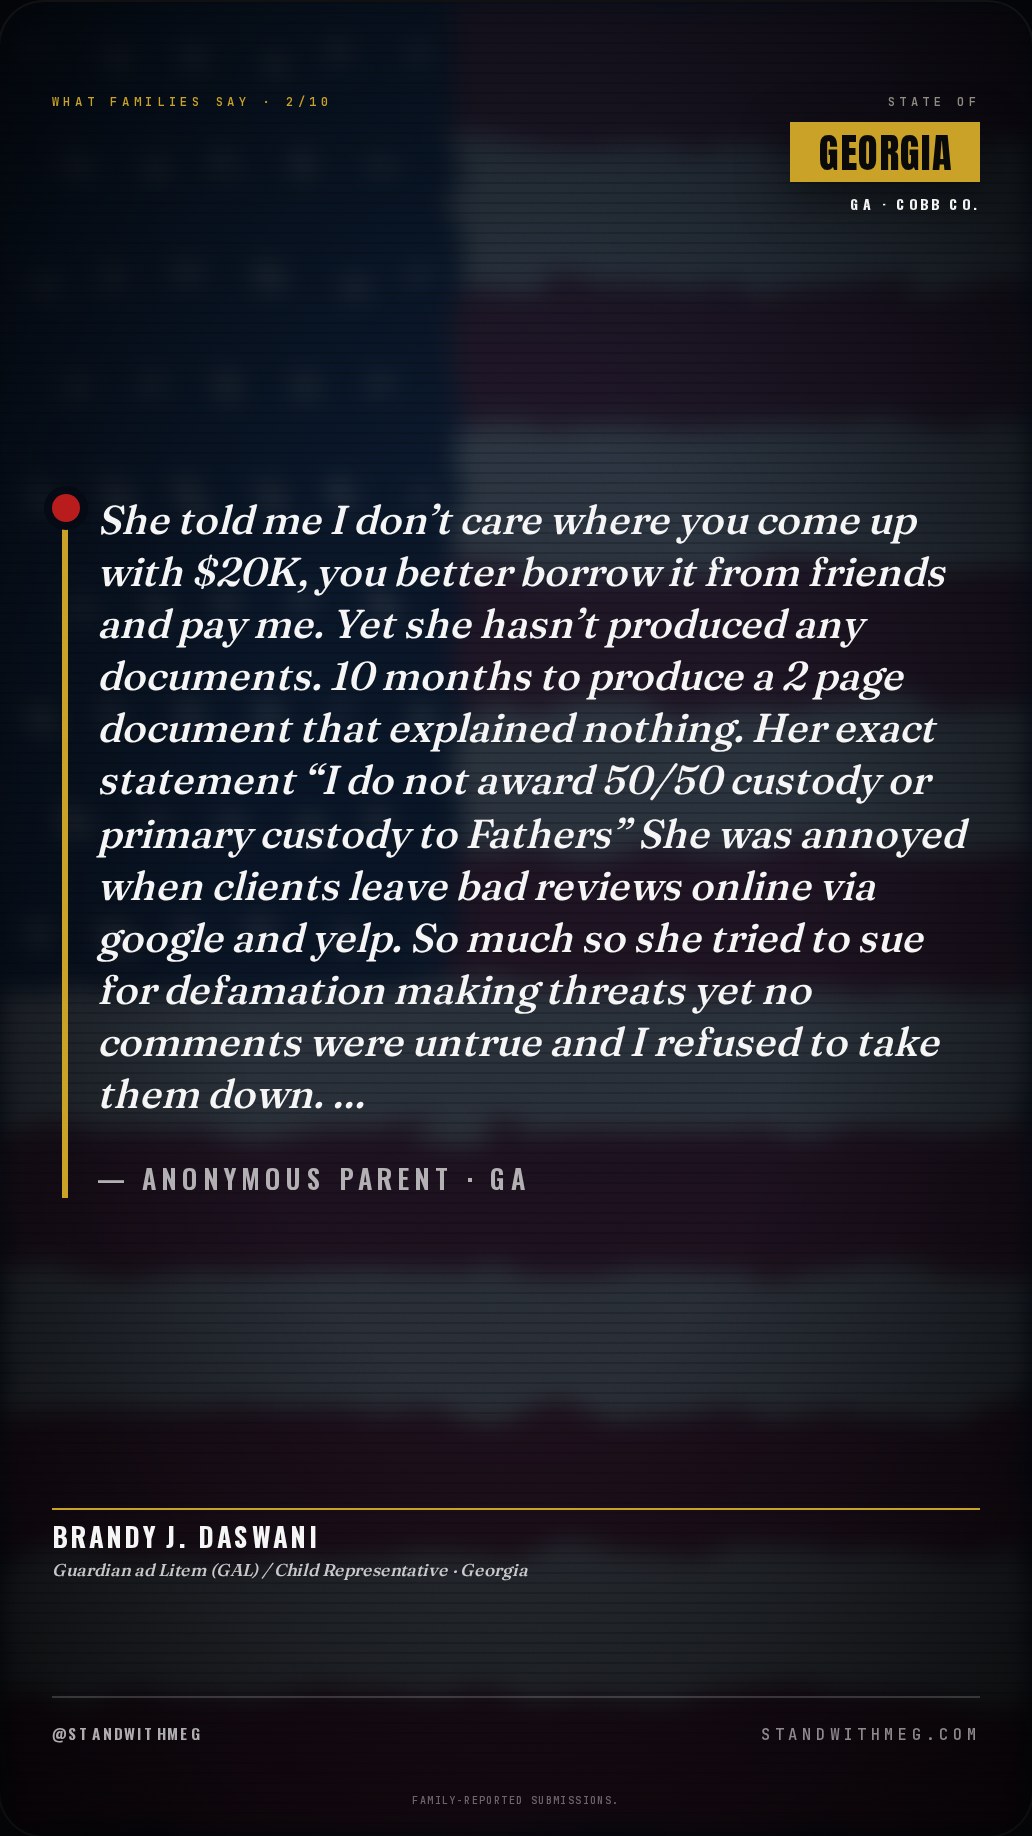 WHAT FAMILIES SAY · 2/10
STATE OF
GEORGIA
GA · COBB CO.
She told me I don’t care where you come up
with $20K, you better borrow it from friends
and pay me. Yet she hasn’t produced any
documents. 10 months to produce a 2 page
document that explained nothing. Her exact
statement “I do not award 50/50 custody or
primary custody to Fathers” She was annoyed
when clients leave bad reviews online via
google and yelp. So much so she tried to sue
for defamation making threats yet no
comments were untrue and I refused to take
them down. ...
— ANONYMOUS PARENT · GA
BRANDY J. DASWANI
Guardian ad Litem (GAL) / Child Representative · Georgia
@STANDWITHMEG
STANDWITHMEG.COM
FAMILY-REPORTED SUBMISSIONS.